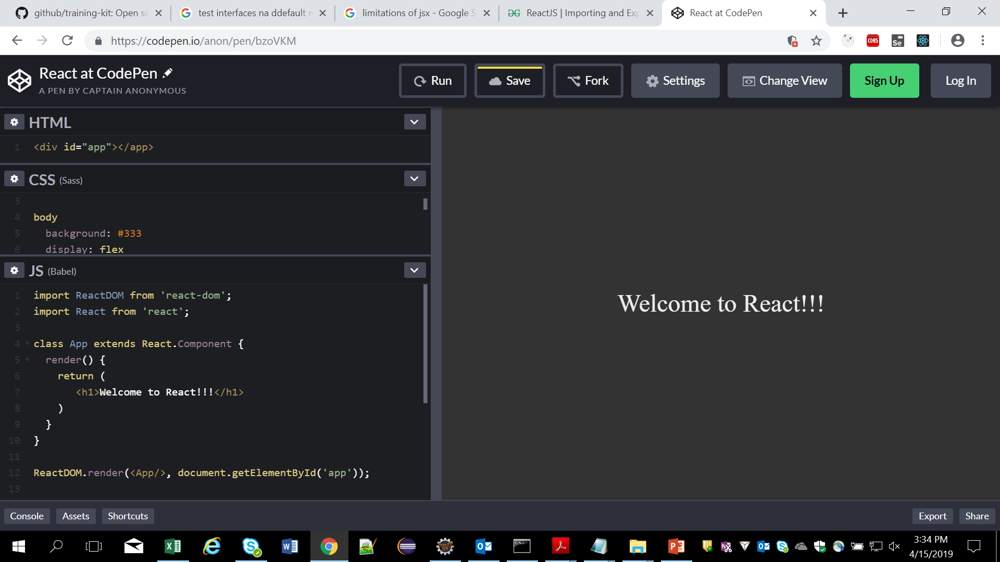 github/training-kit: Open so
test interfaces na ddefault n
limitations of jsx - Google S
ReactJS | Importing and Exp
React at CodePen
https://codepen.io/anon/pen/bzoVKM
CORS
Se
React at CodePen
A PEN BY CAPTAIN ANONYMOUS
Run
Save
Fork
Settings
Change View
Sign Up
Log In
HTML
1 <div id="app"></app>
CSS (Sass)
3
4 body
5 background: #333
6 display: flex
JS (Babel)
1 import ReactDOM from 'react-dom';
2 import React from 'react';
3
4 class App extends React.Component {
5 render() {
6 return (
7 <h1>Welcome to React!!!</h1>
8 )
9 }
10 }
11
12 ReactDOM.render(<App/>, document.getElementById('app'));
13
Welcome to React!!!
Console Assets Shortcuts
Export Share
3:34 PM
4/15/2019